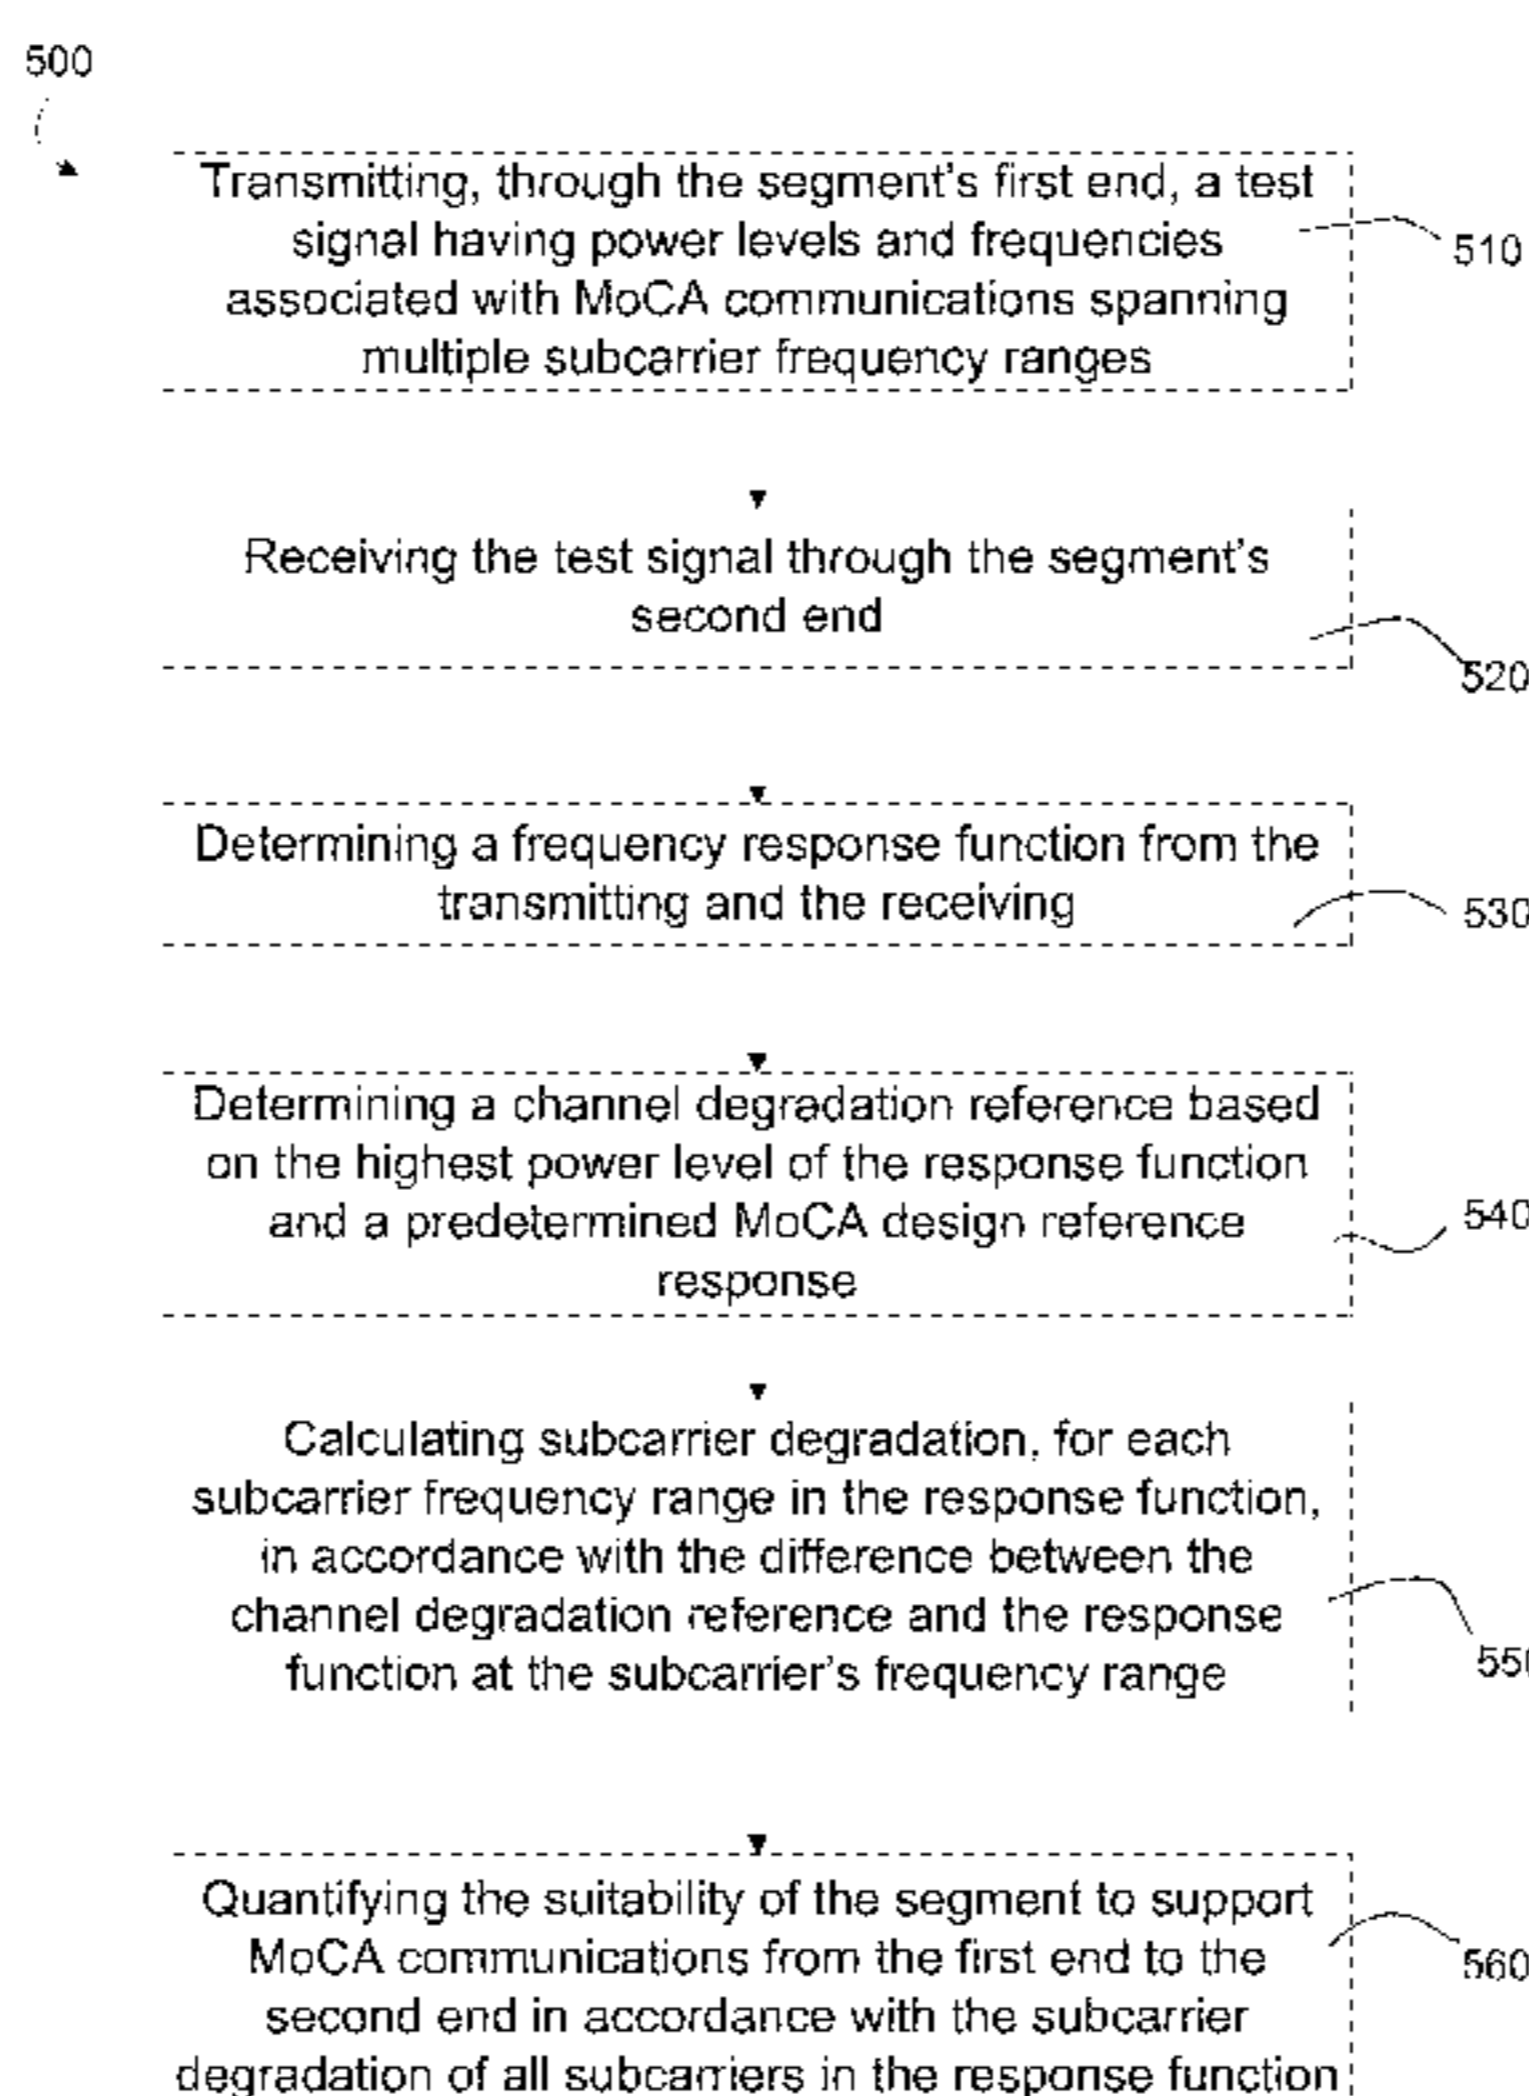 500
Transmitting, through the segment's first end, a test
signal having power levels and frequencies
associated with MoCA communications spanning
multiple subcarrier frequency ranges
510
Receiving the test signal through the segment's
second end
520
Determining a frequency response function from the
transmitting and the receiving
530
Determining a channel degradation reference based
on the highest power level of the response function
and a predetermined MoCA design reference
response
540
Calculating subcarrier degradation, for each
subcarrier frequency range in the response function,
in accordance with the difference between the
channel degradation reference and the response
function at the subcarrier's frequency range
550
Quantifying the suitability of the segment to support
MoCA communications from the first end to the
second end in accordance with the subcarrier
degradation of all subcarriers in the response function
560